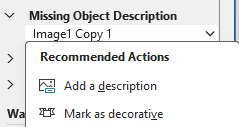 Missing Object Description
Image1 Copy 1
Recommended Actions
Add a description
Mark as decorative
Wa